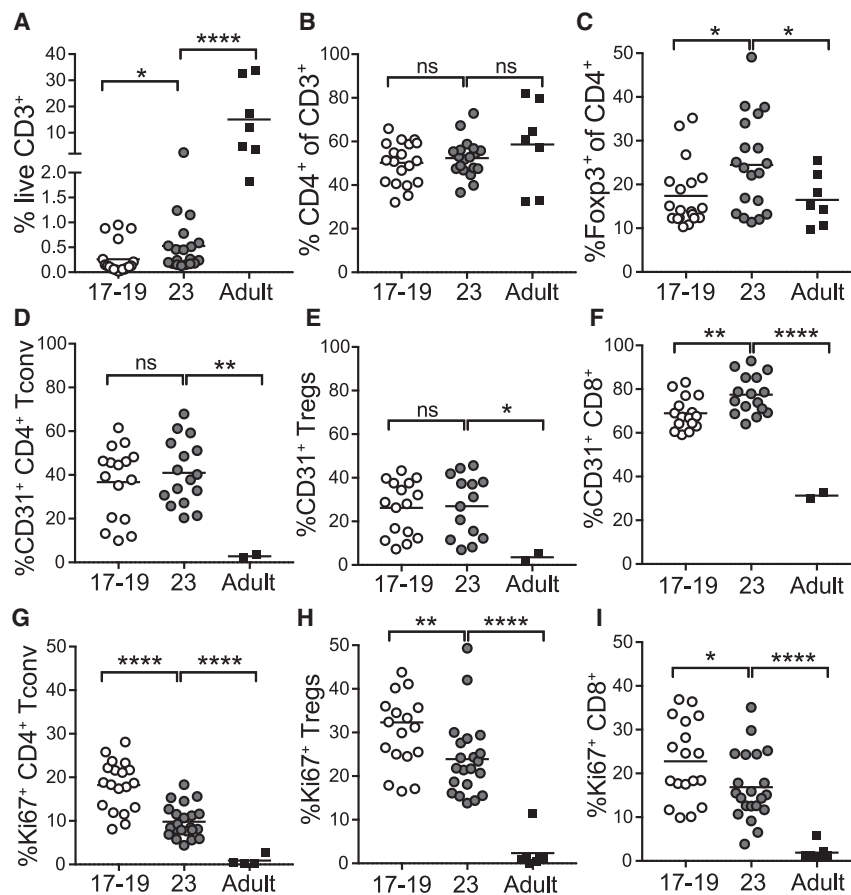 A
% live CD3⁺
40
30
20
10
2.0
1.5
1.0
0.5
0.0
*
****
17-19 23 Adult
B
% CD4⁺ of CD3⁺
100
80
60
40
20
0
ns ns
17-19 23 Adult
C
%Foxp3⁺ of CD4⁺
50
40
30
20
10
0
* *
17-19 23 Adult
D
%CD31⁺ CD4⁺ Tconv
100
80
60
40
20
0
ns **
17-19 23 Adult
E
%CD31⁺ Tregs
100
80
60
40
20
0
ns *
17-19 23 Adult
F
%CD31⁺ CD8⁺
100
80
60
40
20
0
** ****
17-19 23 Adult
G
%Ki67⁺ CD4⁺ Tconv
50
40
30
20
10
0
**** ****
17-19 23 Adult
H
%Ki67⁺ Tregs
50
40
30
20
10
0
** ****
17-19 23 Adult
I
%Ki67⁺ CD8⁺
50
40
30
20
10
0
* ****
17-19 23 Adult